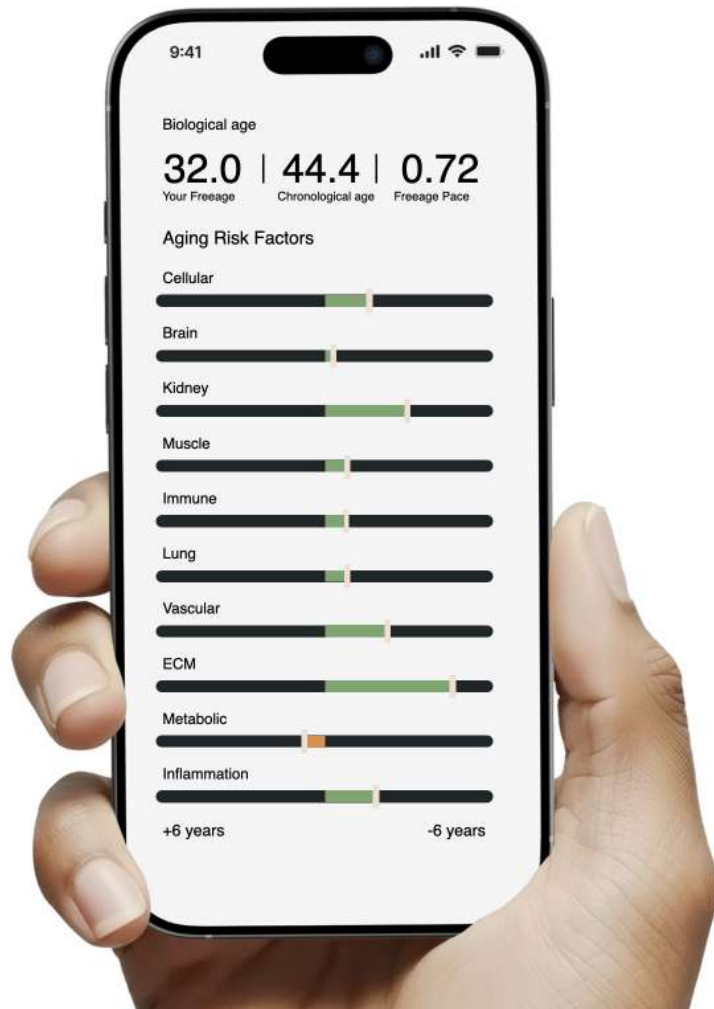 9:41
Biological age
32.0 | 44.4 | 0.72
Your Freeage Chronological age Freeage Pace
Aging Risk Factors
Cellular
Brain
Kidney
Muscle
Immune
Lung
Vascular
ECM
Metabolic
Inflammation
+6 years -6 years